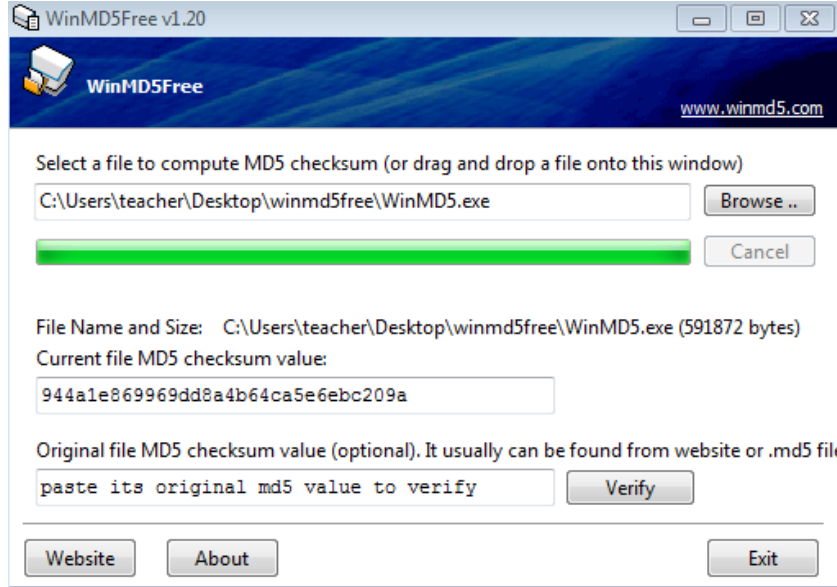 WinMD5Free v1.20
WinMD5Free
www.winmd5.com
Select a file to compute MD5 checksum (or drag and drop a file onto this window)
C:\Users\teacher\Desktop\winmd5free\WinMD5.exe
Browse ..
Cancel
File Name and Size: C:\Users\teacher\Desktop\winmd5free\WinMD5.exe (591872 bytes)
Current file MD5 checksum value:
944a1e869969dd8a4b64ca5e6ebc209a
Original file MD5 checksum value (optional). It usually can be found from website or .md5 file
paste its original md5 value to verify
Verify
Website
About
Exit